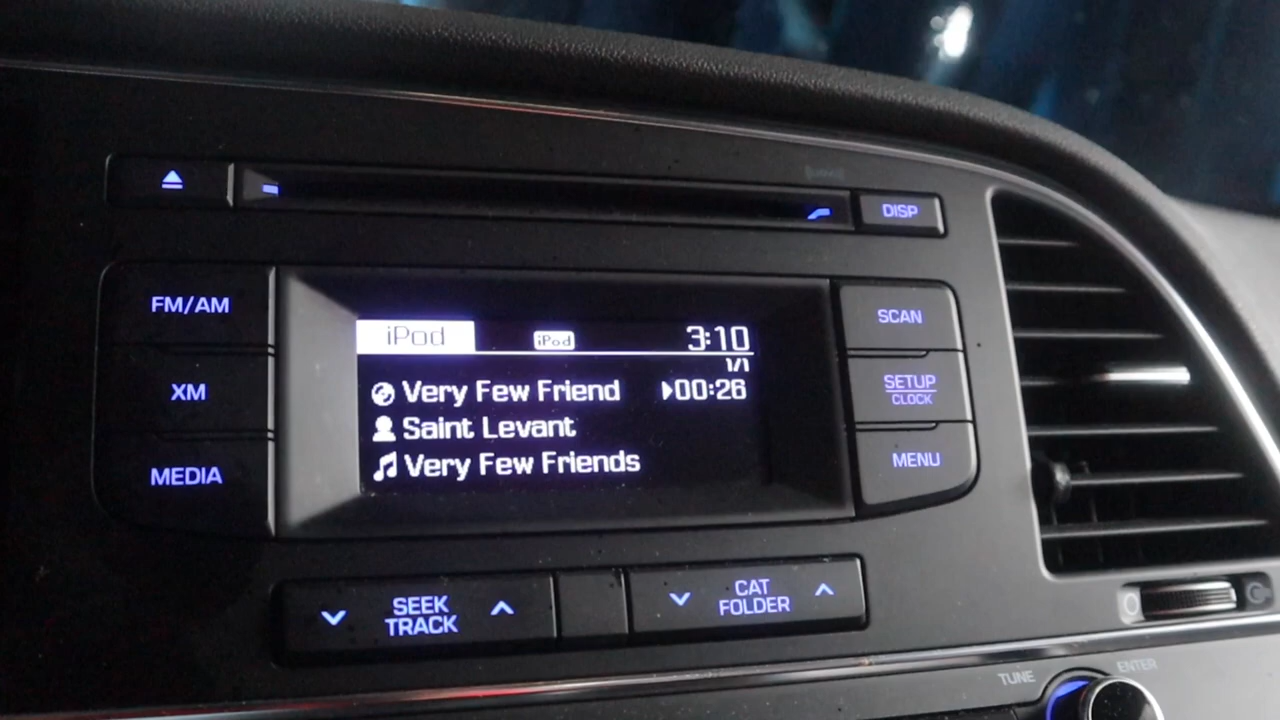 DISP
FM/AM
XM
MEDIA
iPod iPod 3:10
1/1
Very Few Friend 00:26
Saint Levant
Very Few Friends
SCAN
SETUP
CLOCK
MENU
SEEK
TRACK
CAT
FOLDER
TUNE
ENTER